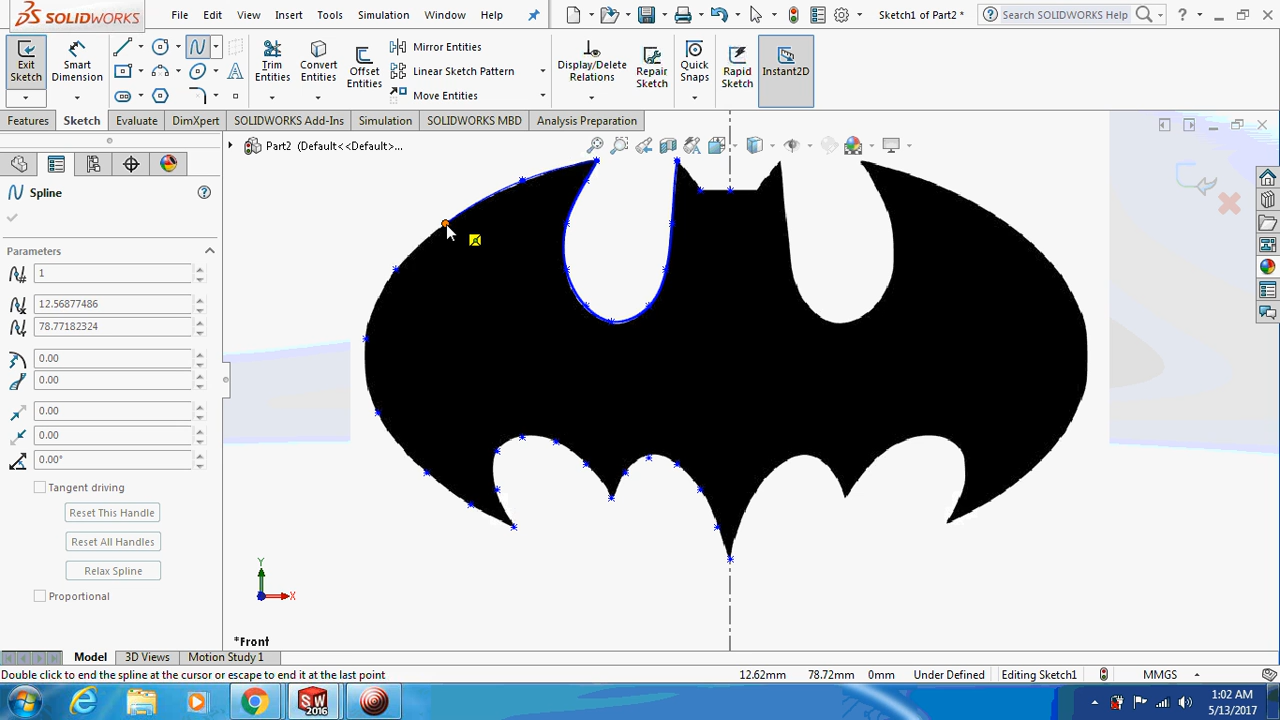 SOLIDWORKS File Edit View Insert Tools Simulation Window Help Sketch1 of Part2 * Search SOLIDWORKS Help ?
Exit Sketch
Smart Dimension
Trim Entities
Convert Entities
Offset Entities
Mirror Entities
Linear Sketch Pattern
Move Entities
Display/Delete Relations
Repair Sketch
Quick Snaps
Rapid Sketch
Instant2D
Features Sketch Evaluate DimXpert SOLIDWORKS Add-Ins Simulation SOLIDWORKS MBD Analysis Preparation
Part2 (Default<<Default>...
Spline ?
Parameters
1
12.56877486
78.77182324
0.00
0.00
0.00
0.00
0.00°
Tangent driving
Reset This Handle
Reset All Handles
Relax Spline
Proportional
Y
X
*Front
Model 3D Views Motion Study 1
Double click to end the spline at the cursor or escape to end it at the last point 12.62mm 78.72mm 0mm Under Defined Editing Sketch1 MMGS
SW
2016
1:02 AM
5/13/2017